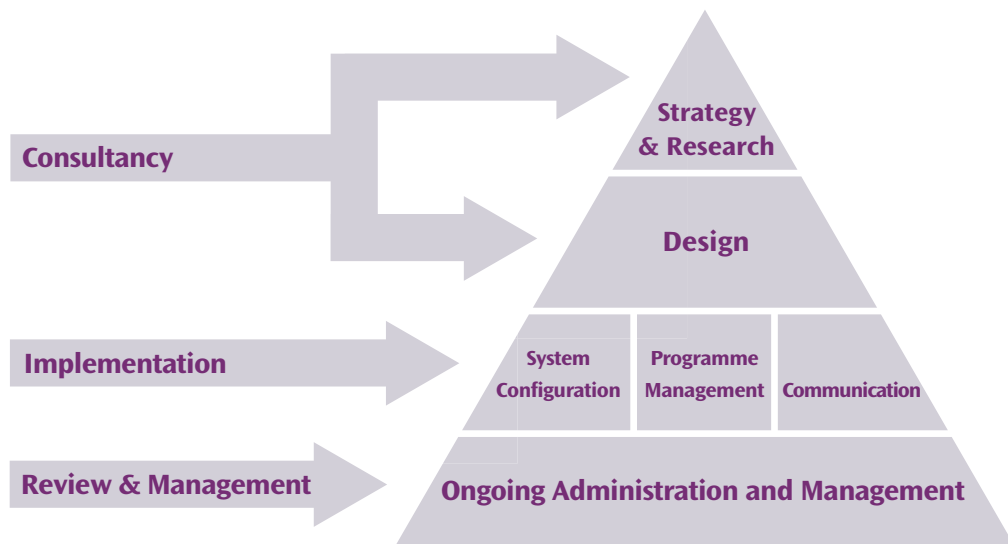 Strategy
& Research
Consultancy
Design
Implementation
System
Configuration
Programme
Management
Communication
Review & Management
Ongoing Administration and Management